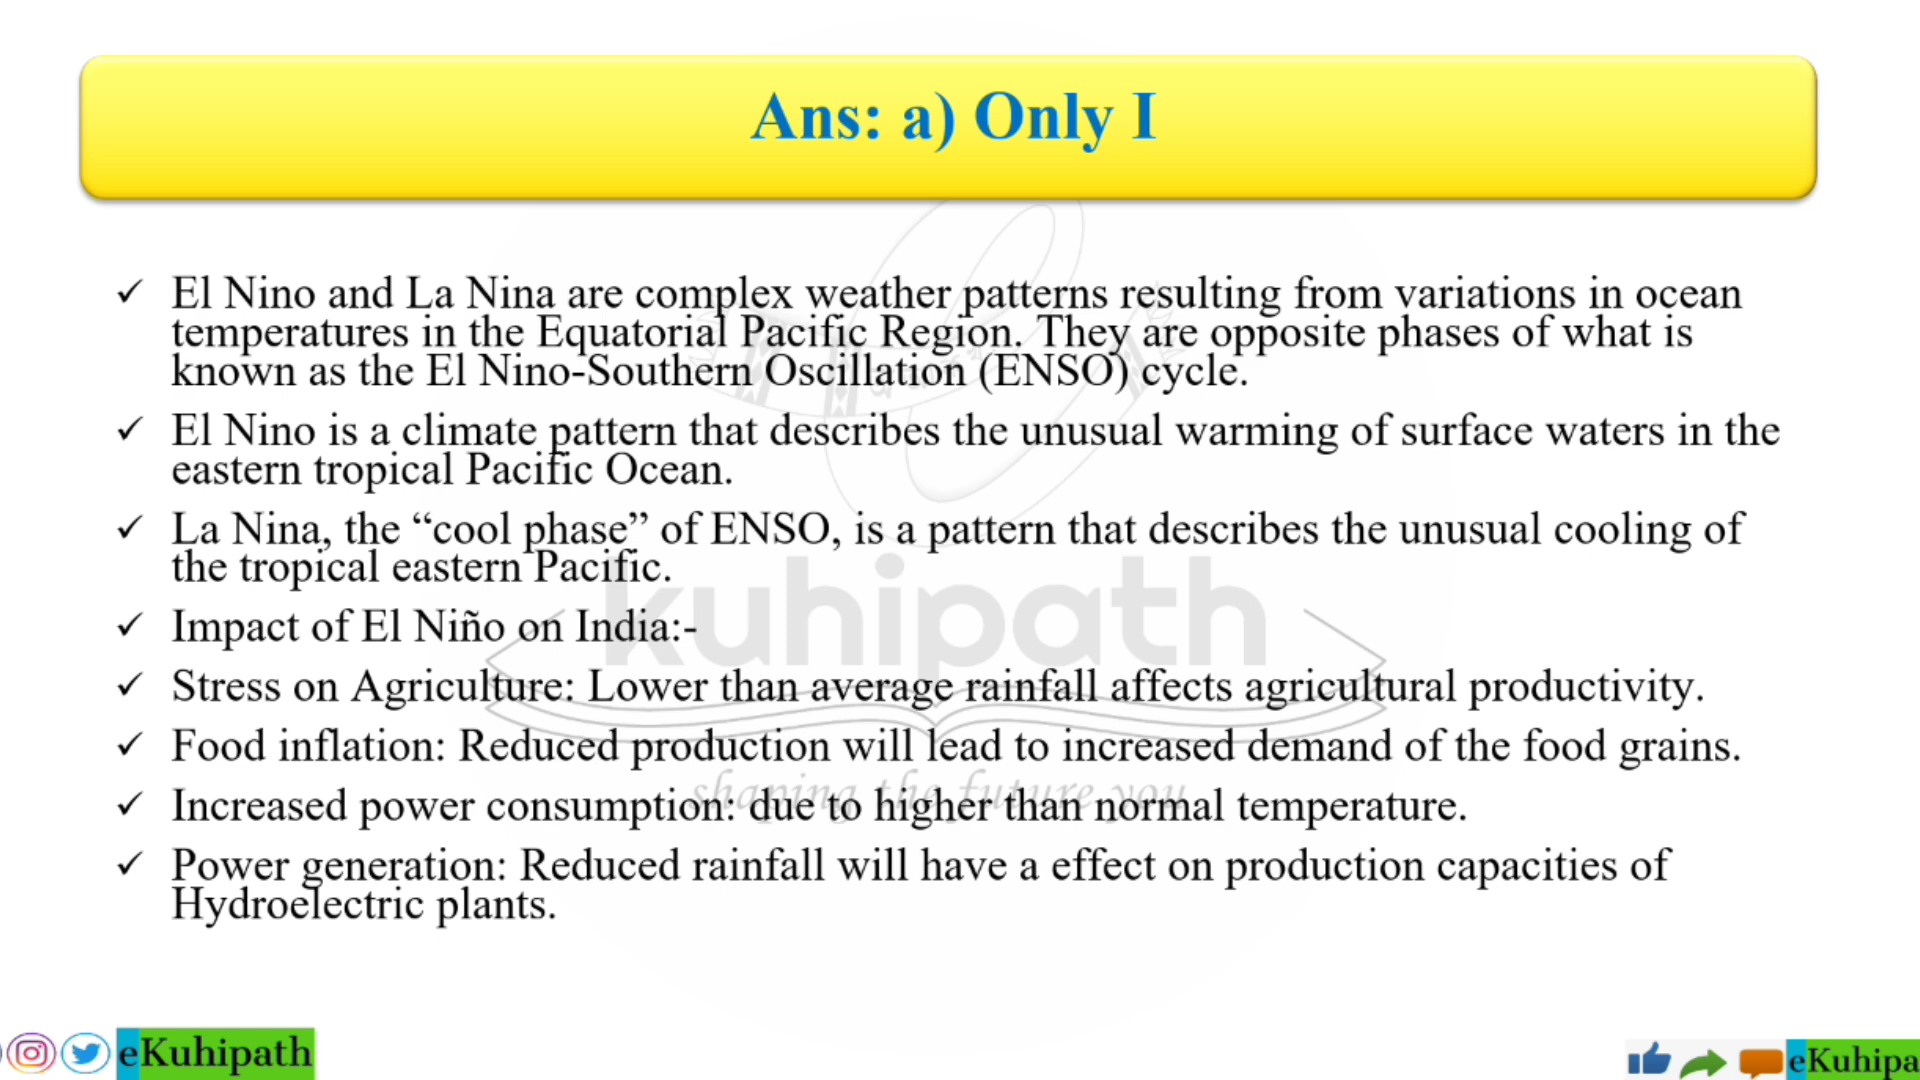 Ans: a) Only I
✓ El Nino and La Nina are complex weather patterns resulting from variations in ocean
temperatures in the Equatorial Pacific Region. They are opposite phases of what is
known as the El Nino-Southern Oscillation (ENSO) cycle.
✓ El Nino is a climate pattern that describes the unusual warming of surface waters in the
eastern tropical Pacific Ocean.
✓ La Nina, the “cool phase” of ENSO, is a pattern that describes the unusual cooling of
the tropical eastern Pacific.
✓ Impact of El Niño on India:-
✓ Stress on Agriculture: Lower than average rainfall affects agricultural productivity.
✓ Food inflation: Reduced production will lead to increased demand of the food grains.
✓ Increased power consumption: due to higher than normal temperature.
✓ Power generation: Reduced rainfall will have a effect on production capacities of
Hydroelectric plants.
kuhipath
shaping the future you
eKuhipath
eKuhipa